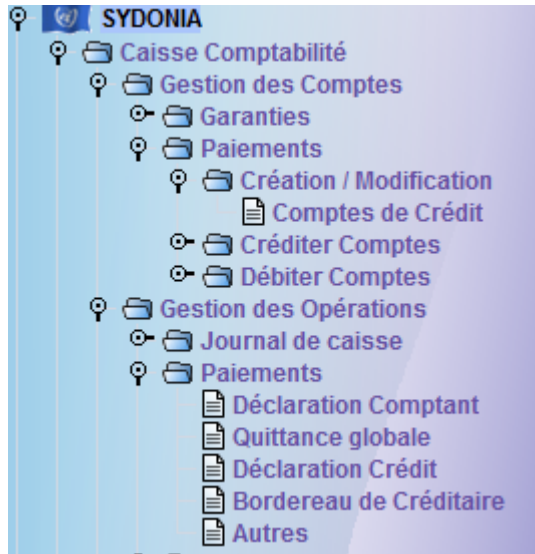 SYDONIA
Caisse Comptabilité
Gestion des Comptes
Garanties
Paiements
Création / Modification
Comptes de Crédit
Créditer Comptes
Débiter Comptes
Gestion des Opérations
Journal de caisse
Paiements
Déclaration Comptant
Quittance globale
Déclaration Crédit
Bordereau de Créditaire
Autres